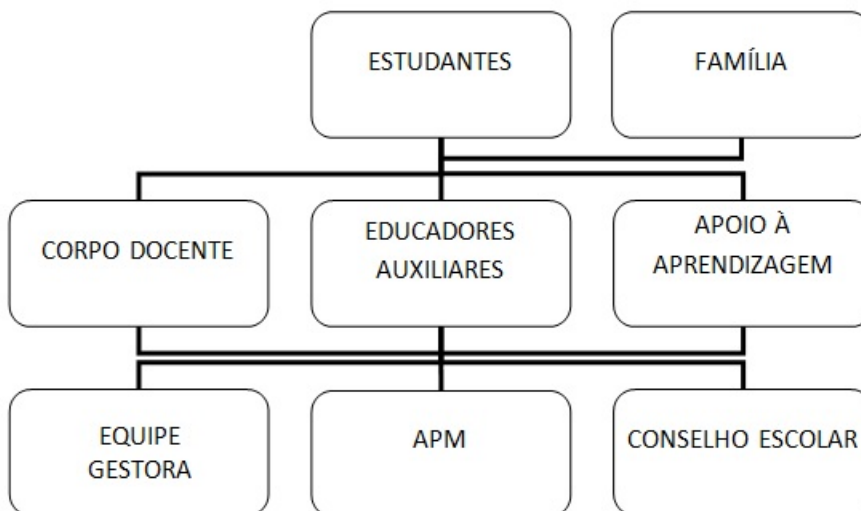 ESTUDANTES
FAMÍLIA
CORPO DOCENTE
EDUCADORES
AUXILIARES
APOIO À
APRENDIZAGEM
EQUIPE
GESTORA
APM
CONSELHO ESCOLAR